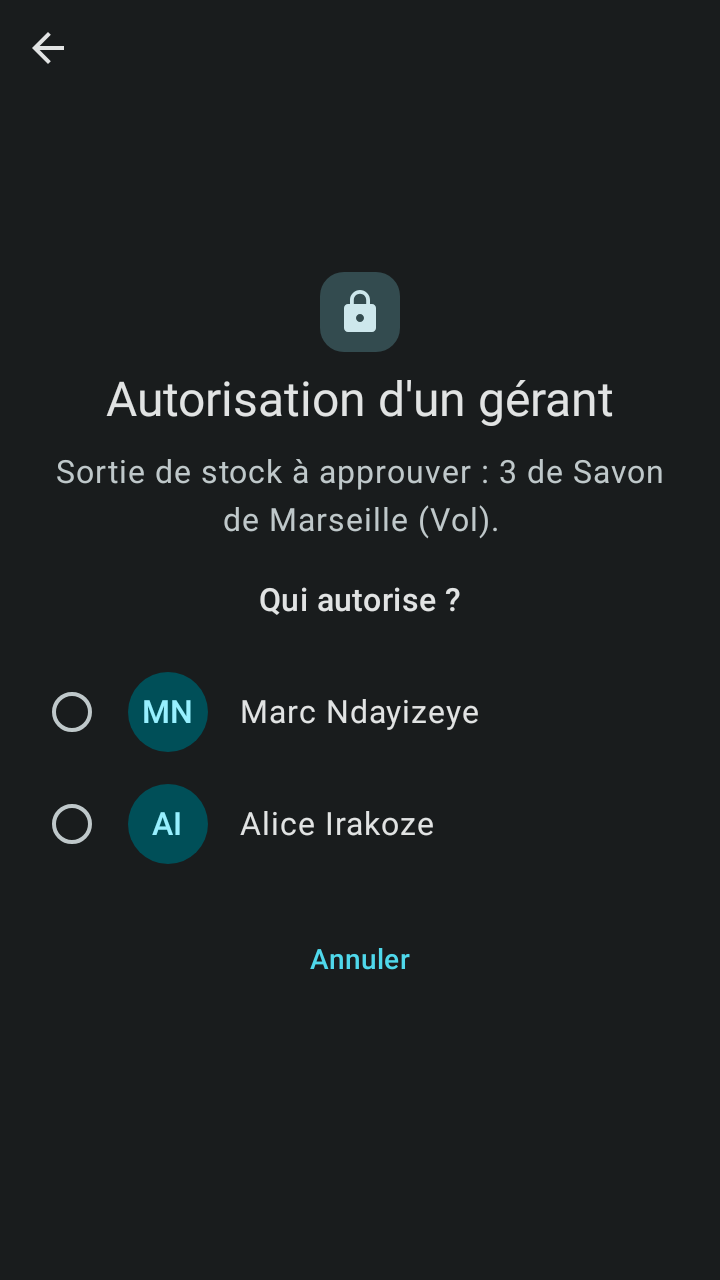 Autorisation d'un gérant
Sortie de stock à approuver : 3 de Savon
de Marseille (Vol).
Qui autorise ?
MN Marc Ndayizeye
AI Alice Irakoze
Annuler